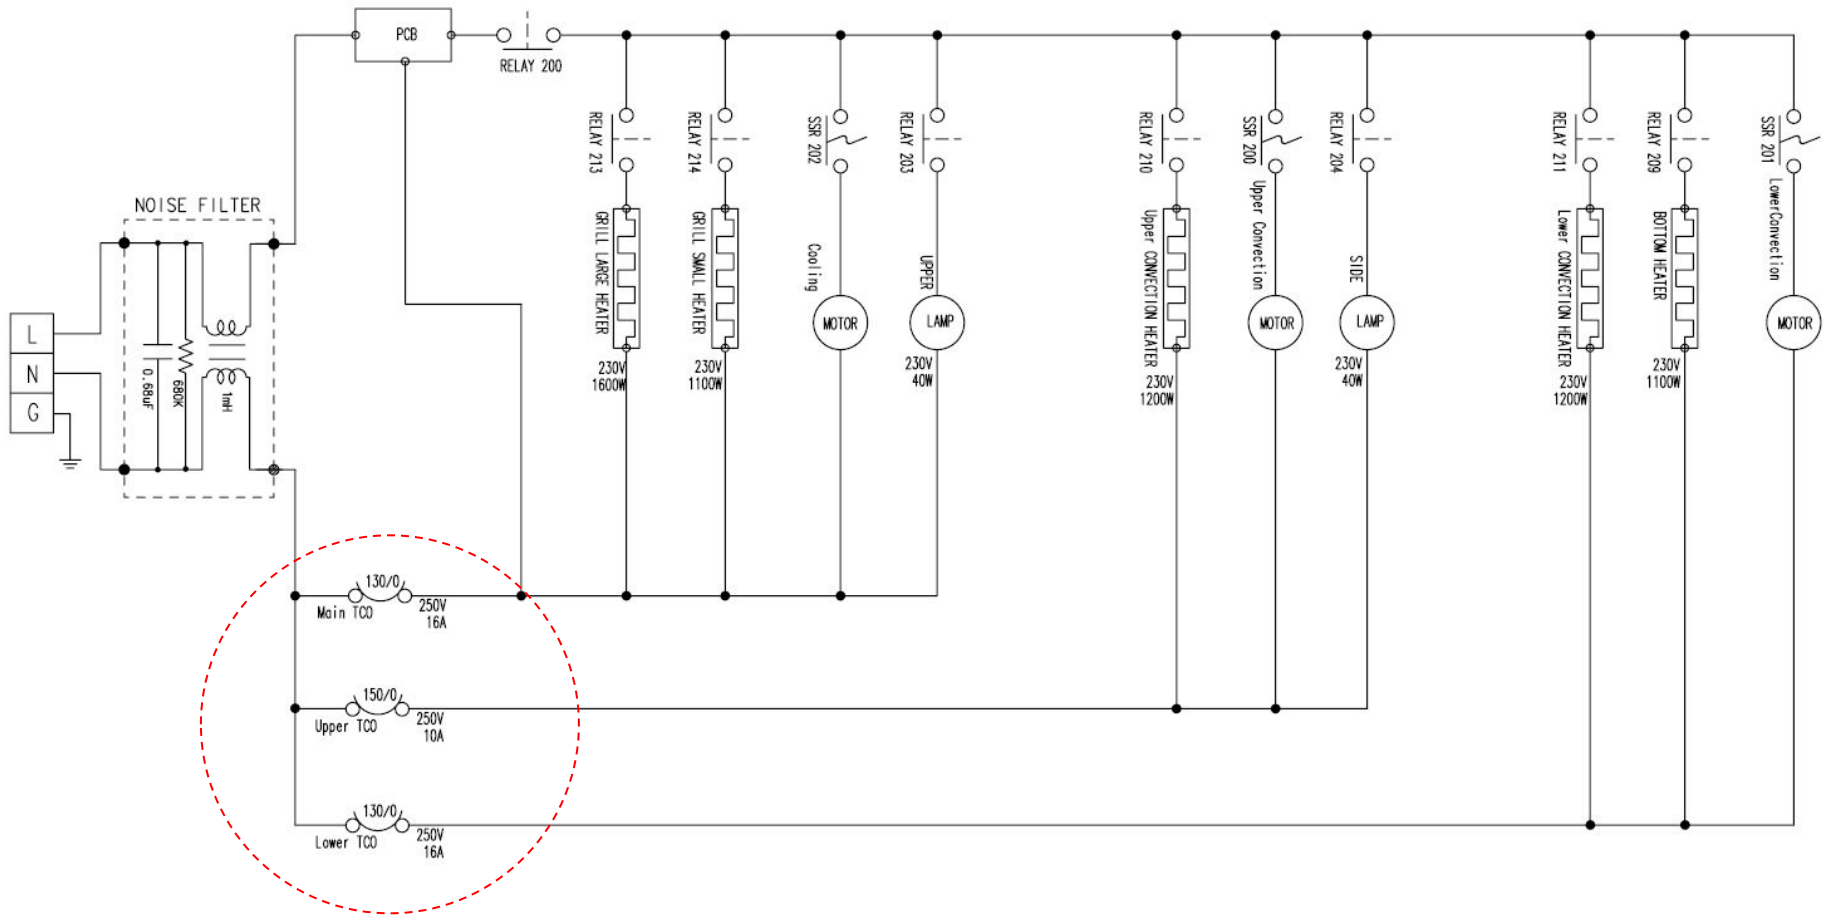 PCB
RELAY 200
RELAY 213
RELAY 214
SSR 202
RELAY 203
RELAY 210
SSR 200
RELAY 204
RELAY 211
RELAY 209
SSR 201
NOISE FILTER
GRILL LARGE HEATER
GRILL SMALL HEATER
Cooling
UPPER
Upper CONVECTION HEATER
Upper Convection
SIDE
Lower CONVECTION HEATER
BOTTOM HEATER
LowerConvection
L
N
G
0.68uF
680K
1mH
MOTOR
LAMP
MOTOR
LAMP
MOTOR
230V
1600W
230V
1100W
230V
40W
230V
1200W
230V
40W
230V
1200W
230V
1100W
130/0
Main TCO
250V
16A
150/0
Upper TCO
250V
10A
130/0
Lower TCO
250V
16A